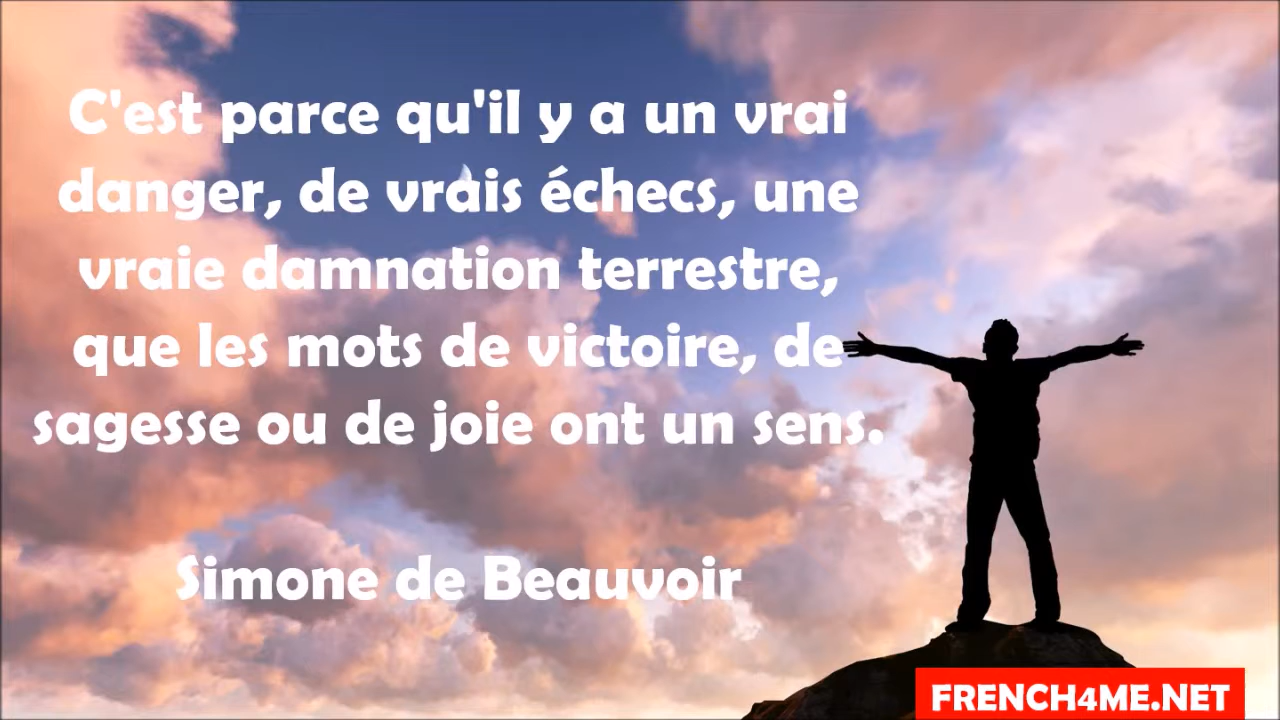 C'est parce qu'il y a un vrai
danger, de vrais échecs, une
vraie damnation terrestre,
que les mots de victoire, de
sagesse ou de joie ont un sens.
Simone de Beauvoir
FRENCH4ME.NET